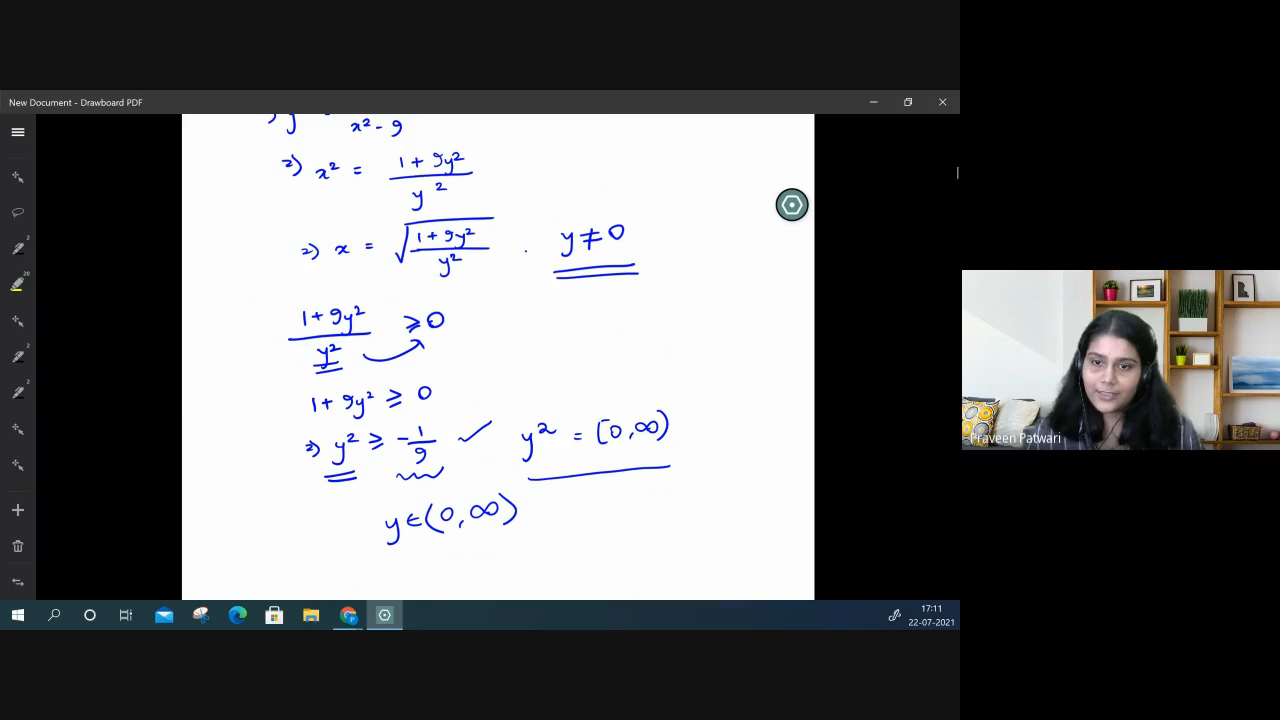 New Document - Drawboard PDF
x² - 9
⇒) x² = (1 + 9y²) / y²
⇒) x = √((1 + 9y²) / y²) . y ≠ 0
(1 + 9y²) / y² ≥ 0
1 + 9y² ≥ 0
⇒) y² ≥ -1/9 ✓ y² = [0, ∞)
y ∈ (0, ∞)
Praveen Patwari
17:11
22-07-2021